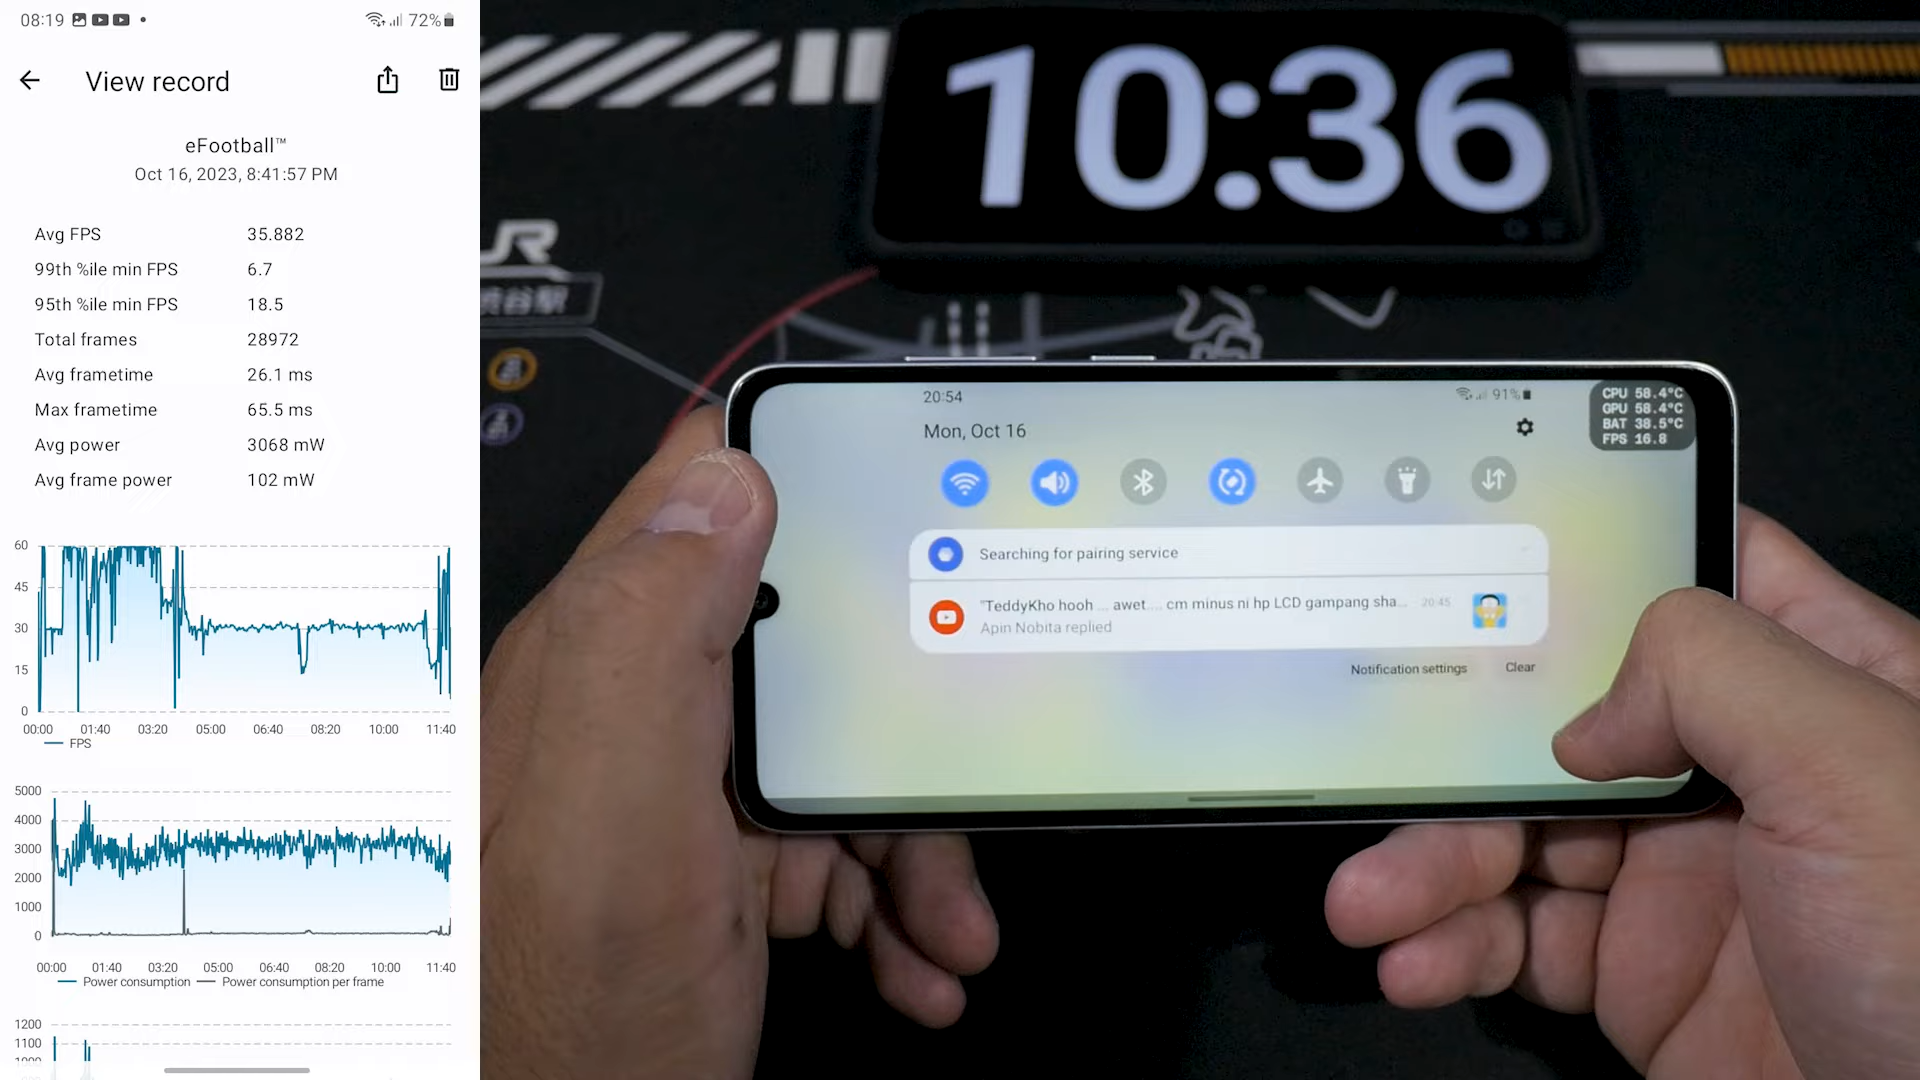 08:19
72%
View record
eFootball™
Oct 16, 2023, 8:41:57 PM
Avg FPS 35.882
99th %ile min FPS 6.7
95th %ile min FPS 18.5
Total frames 28972
Avg frametime 26.1 ms
Max frametime 65.5 ms
Avg power 3068 mW
Avg frame power 102 mW
60
45
30
15
0
00:00 01:40 03:20 05:00 06:40 08:20 10:00 11:40
FPS
5000
4000
3000
2000
1000
0
00:00 01:40 03:20 05:00 06:40 08:20 10:00 11:40
Power consumption Power consumption per frame
1200
1100
10:36
20:54
91%
CPU 58.4°C
GPU 58.4°C
BAT 38.5°C
FPS 16.8
Mon, Oct 16
Searching for pairing service
"TeddyKho hooh ... awet.... cm minus ni hp LCD gampang sha... 20:45
Apin Nobita replied
Notification settings Clear